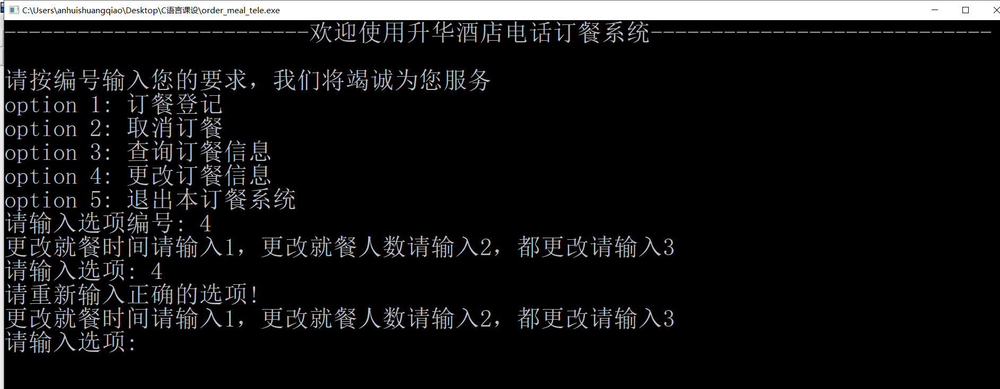 C:\Users\anhuishuangqiao\Desktop\C语言课设\order_meal_tele.exe
-------------------------欢迎使用升华酒店电话订餐系统----------------------------
请按编号输入您的要求，我们将竭诚为您服务
option 1: 订餐登记
option 2: 取消订餐
option 3: 查询订餐信息
option 4: 更改订餐信息
option 5: 退出本订餐系统
请输入选项编号: 4
更改就餐时间请输入1，更改就餐人数请输入2，都更改请输入3
请输入选项: 4
请重新输入正确的选项!
更改就餐时间请输入1，更改就餐人数请输入2，都更改请输入3
请输入选项: